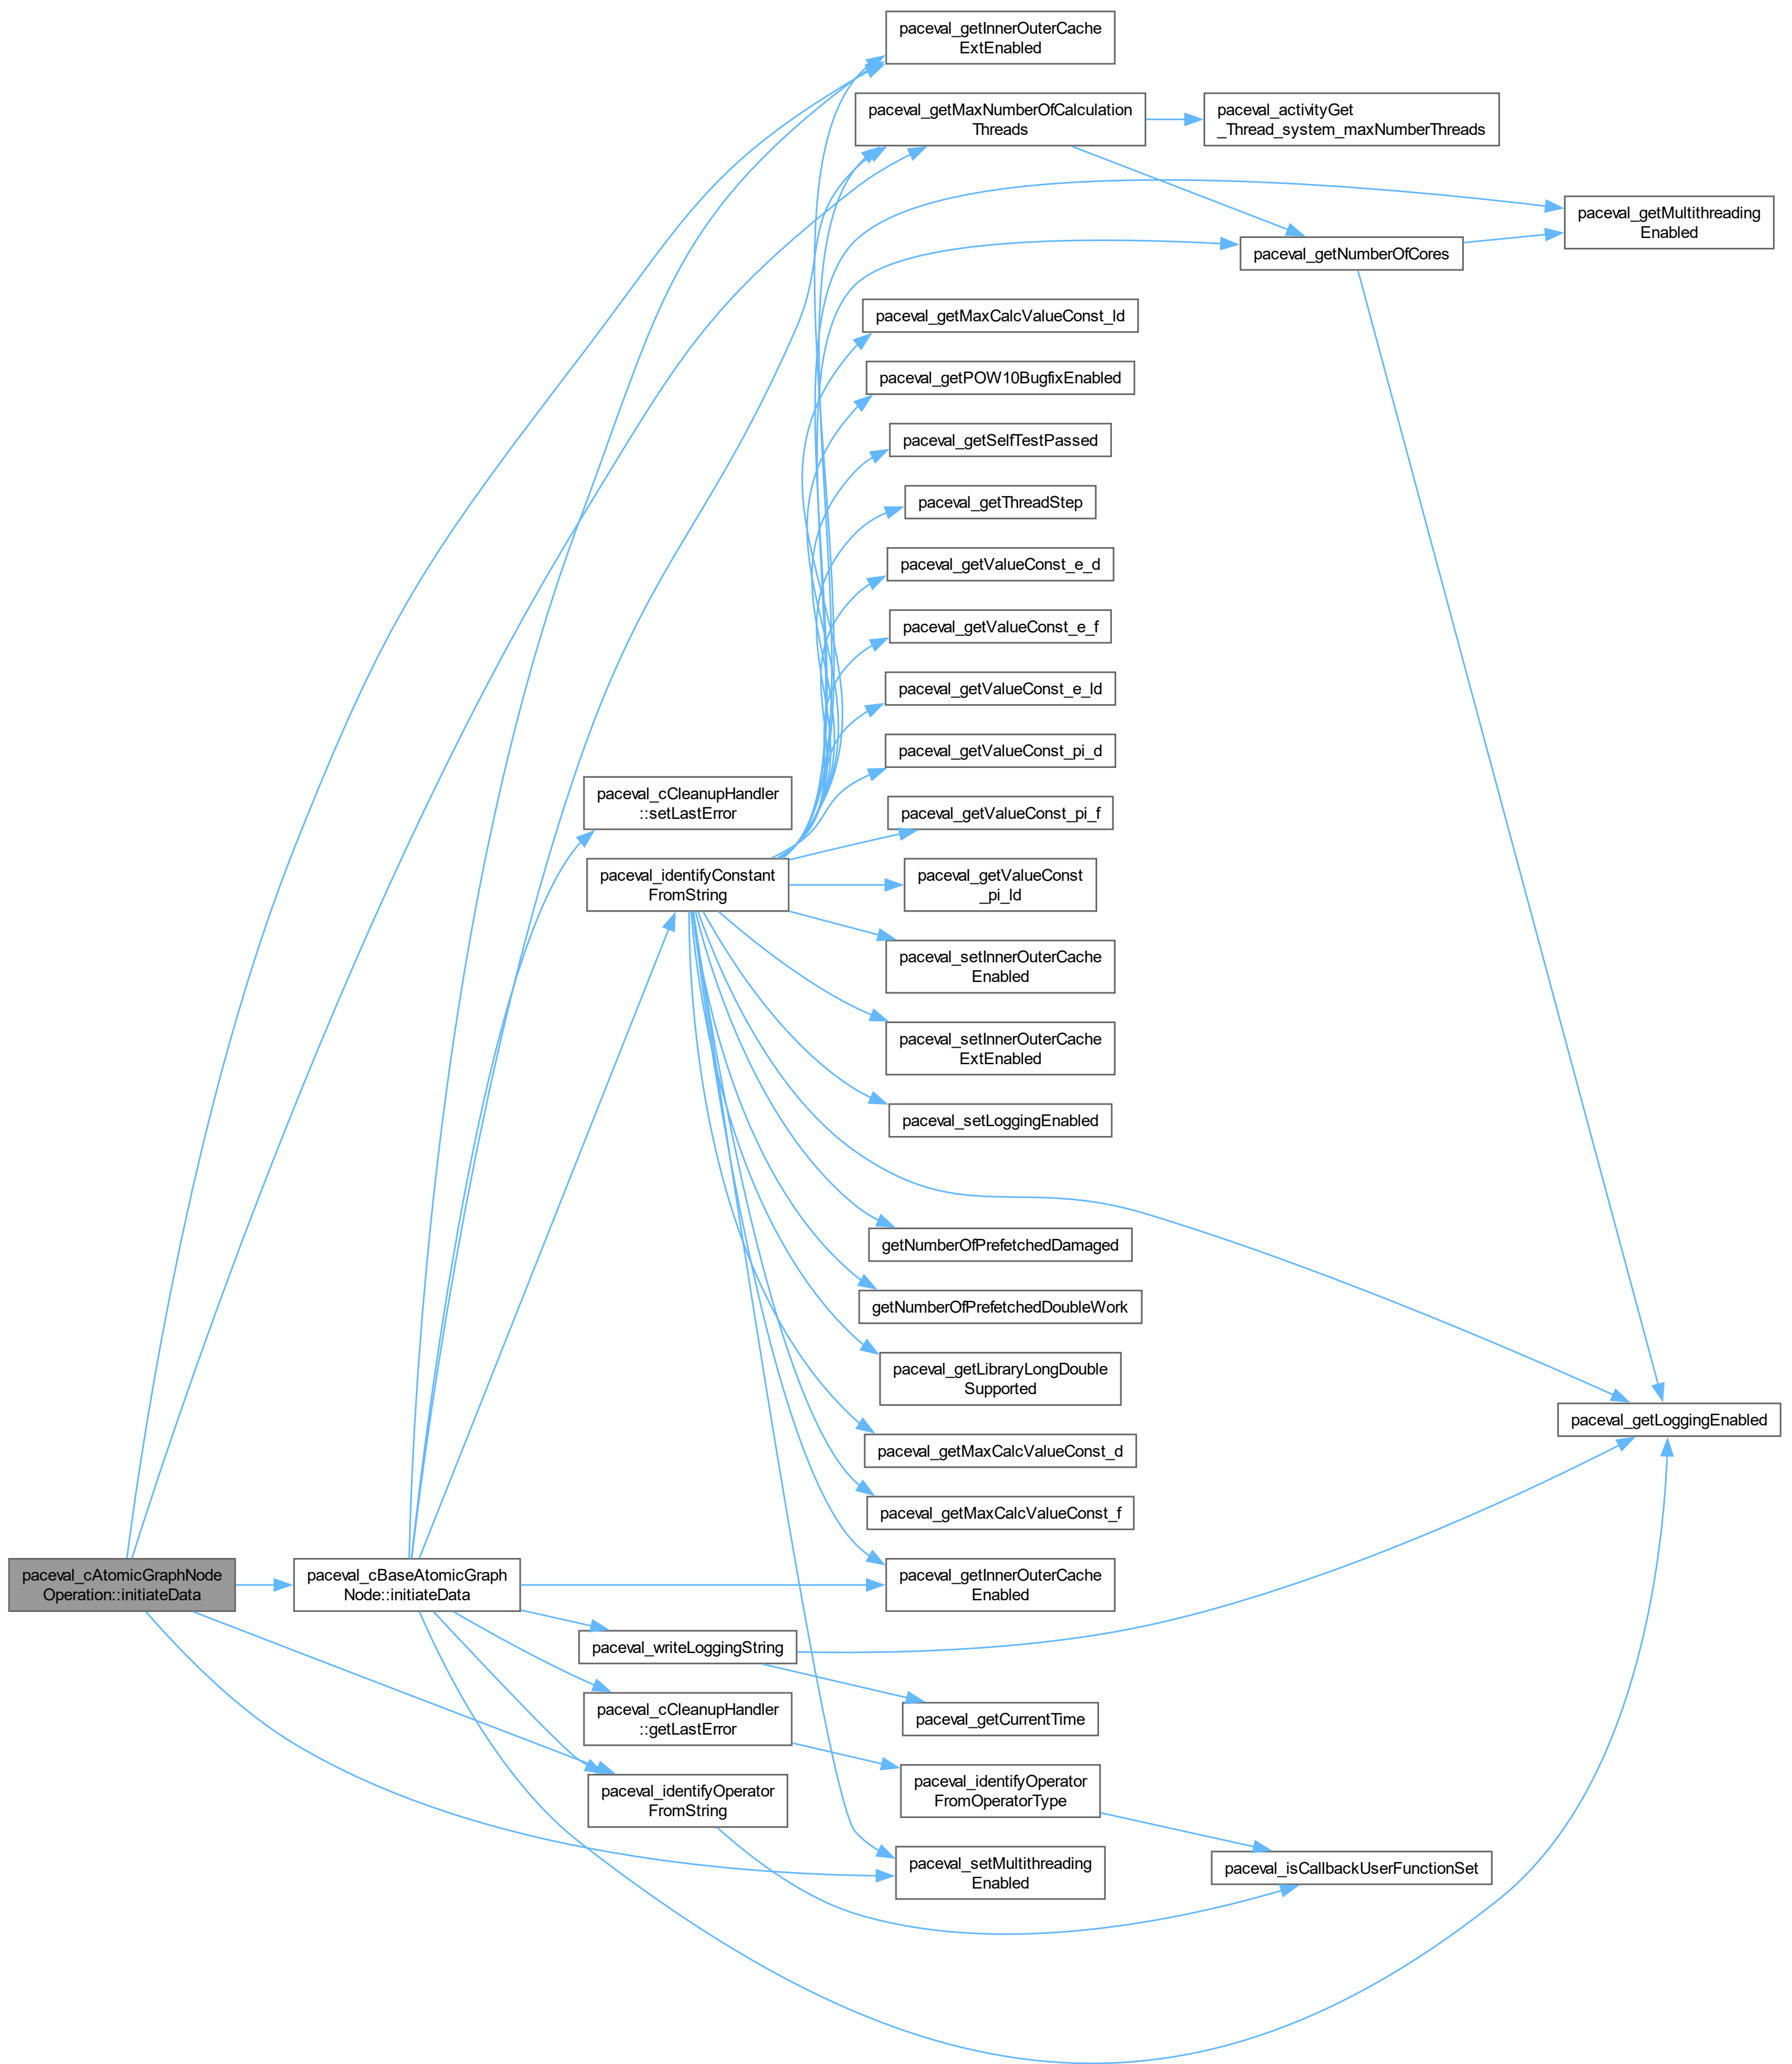 paceval_getInnerOuterCache
ExtEnabled
paceval_getMaxNumberOfCalculation
Threads
paceval_activityGet
_Thread_system_maxNumberThreads
paceval_getMultithreading
Enabled
paceval_getNumberOfCores
paceval_getMaxCalcValueConst_ld
paceval_getPOW10BugfixEnabled
paceval_getSelfTestPassed
paceval_getThreadStep
paceval_getValueConst_e_d
paceval_getValueConst_e_f
paceval_getValueConst_e_ld
paceval_getValueConst_pi_d
paceval_cCleanupHandler
::setLastError
paceval_getValueConst_pi_f
paceval_identifyConstant
FromString
paceval_getValueConst
_pi_ld
paceval_setInnerOuterCache
Enabled
paceval_setInnerOuterCache
ExtEnabled
paceval_setLoggingEnabled
getNumberOfPrefetchedDamaged
getNumberOfPrefetchedDoubleWork
paceval_getLibraryLongDouble
Supported
paceval_getLoggingEnabled
paceval_getMaxCalcValueConst_d
paceval_getMaxCalcValueConst_f
paceval_cAtomicGraphNode
Operation::initiateData
paceval_cBaseAtomicGraph
Node::initiateData
paceval_getInnerOuterCache
Enabled
paceval_writeLoggingString
paceval_cCleanupHandler
::getLastError
paceval_getCurrentTime
paceval_identifyOperator
FromString
paceval_identifyOperator
FromOperatorType
paceval_setMultithreading
Enabled
paceval_isCallbackUserFunctionSet